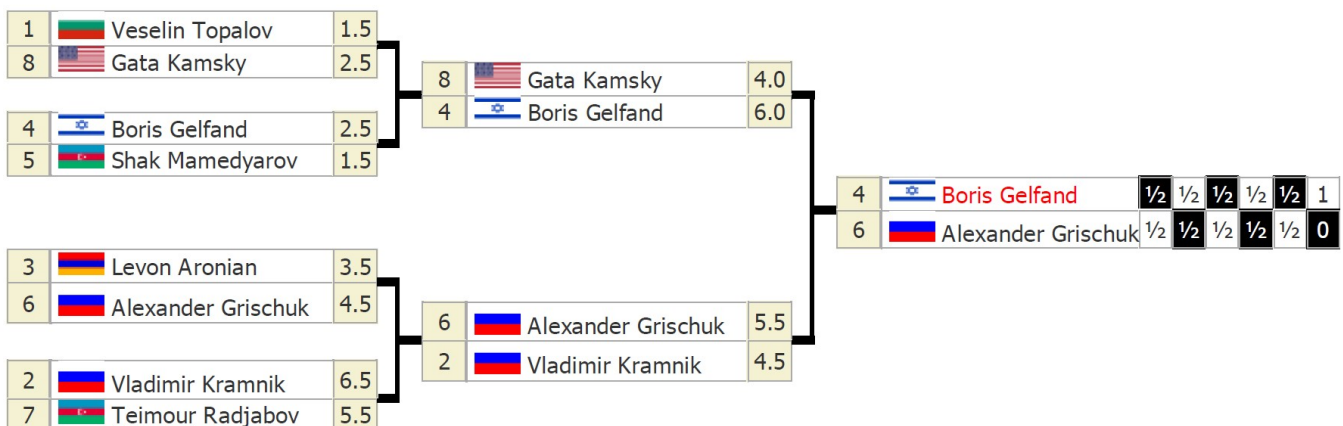 1 Veselin Topalov 1.5
8 Gata Kamsky 2.5
4 Boris Gelfand 2.5
5 Shak Mamedyarov 1.5
3 Levon Aronian 3.5
6 Alexander Grischuk 4.5
2 Vladimir Kramnik 6.5
7 Teimour Radjabov 5.5
8 Gata Kamsky 4.0
4 Boris Gelfand 6.0
6 Alexander Grischuk 5.5
2 Vladimir Kramnik 4.5
4 Boris Gelfand ½ ½ ½ ½ ½ 1
6 Alexander Grischuk ½ ½ ½ ½ ½ 0